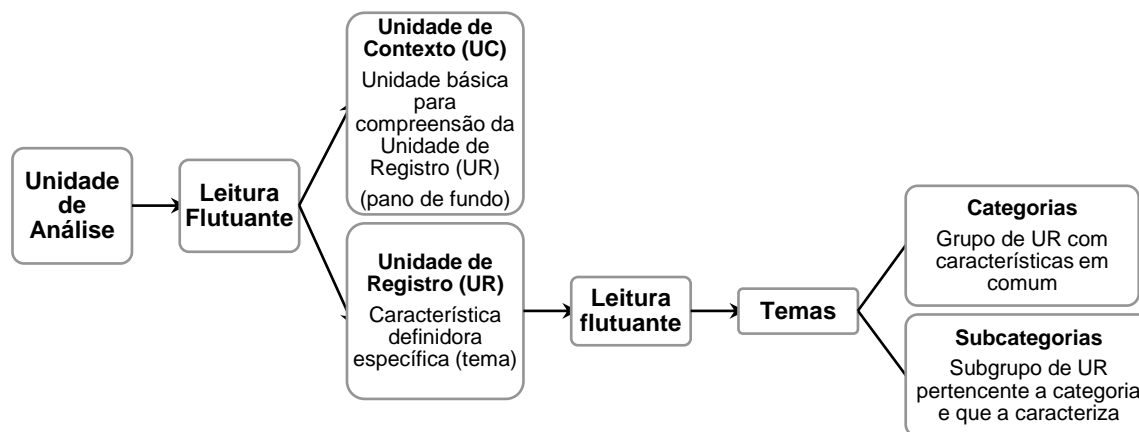 Unidade
de
Análise
Leitura
Flutuante
Unidade de
Contexto (UC)
Unidade básica
para
compreensão da
Unidade de
Registro (UR)
(pano de fundo)
Unidade de
Registro (UR)
Característica
definidora
específica (tema)
Leitura
flutuante
Temas
Categorias
Grupo de UR com
características em
comum
Subcategorias
Subgrupo de UR
pertencente a categoria
e que a caracteriza